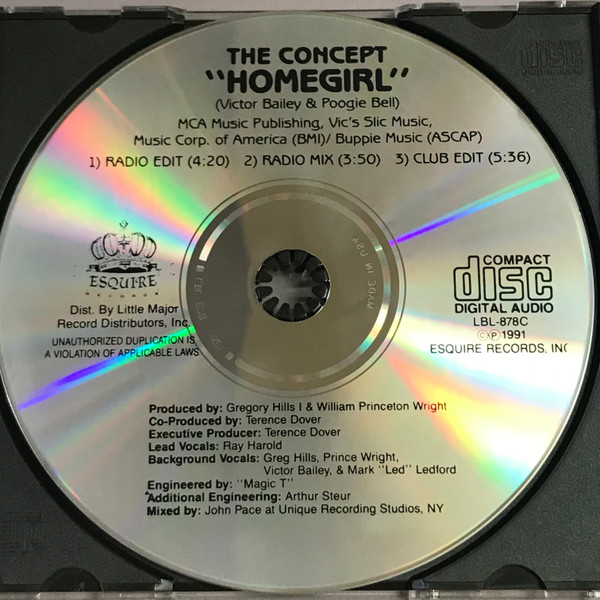 THE CONCEPT
"HOMEGIRL"
(Victor Bailey & Poogie Bell)
MCA Music Publishing, Vic's Slic Music,
Music Corp. of America (BMI)/ Buppie Music (ASCAP)
1) RADIO EDIT (4:20) 2) RADIO MIX (3:50) 3) CLUB EDIT (5:36)
ESQUIRE
RECORDS
Dist. By Little Major
Record Distributors, Inc.
UNAUTHORIZED DUPLICATION IS
A VIOLATION OF APPLICABLE LAWS
MADE IN USA
COMPACT
disc
DIGITAL AUDIO
LBL-878C
©℗1991
ESQUIRE RECORDS, INC
Produced by: Gregory Hills I & William Princeton Wright
Co-Produced by: Terence Dover
Executive Producer: Terence Dover
Lead Vocals: Ray Harold
Background Vocals: Greg Hills, Prince Wright,
Victor Bailey, & Mark "Led" Ledford
Engineered by: "Magic T"
Additional Engineering: Arthur Steur
Mixed by: John Pace at Unique Recording Studios, NY
disc